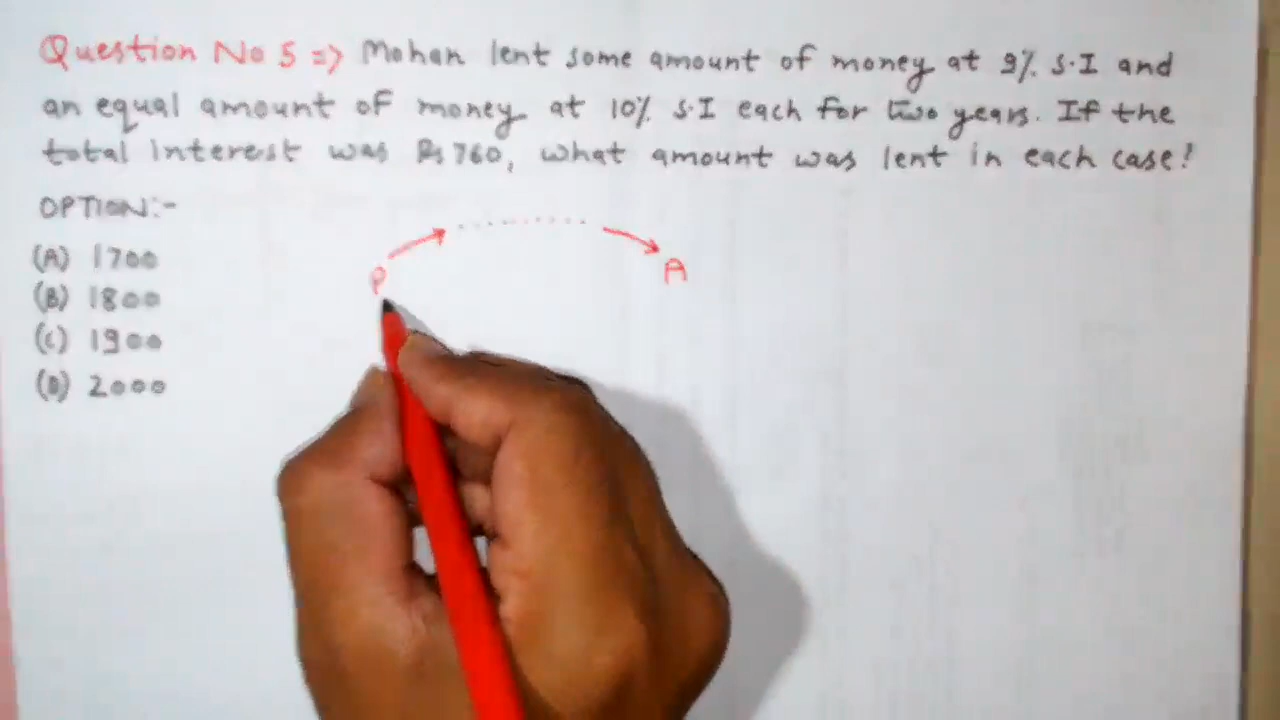 Question No 5 => Mohan lent some amount of money at 9% S.I and
an equal amount of money at 10% S.I each for two years. If the
total interest was Rs 760, what amount was lent in each case?
OPTION:-
(A) 1700
(B) 1800
(C) 1900
(D) 2000
P
A